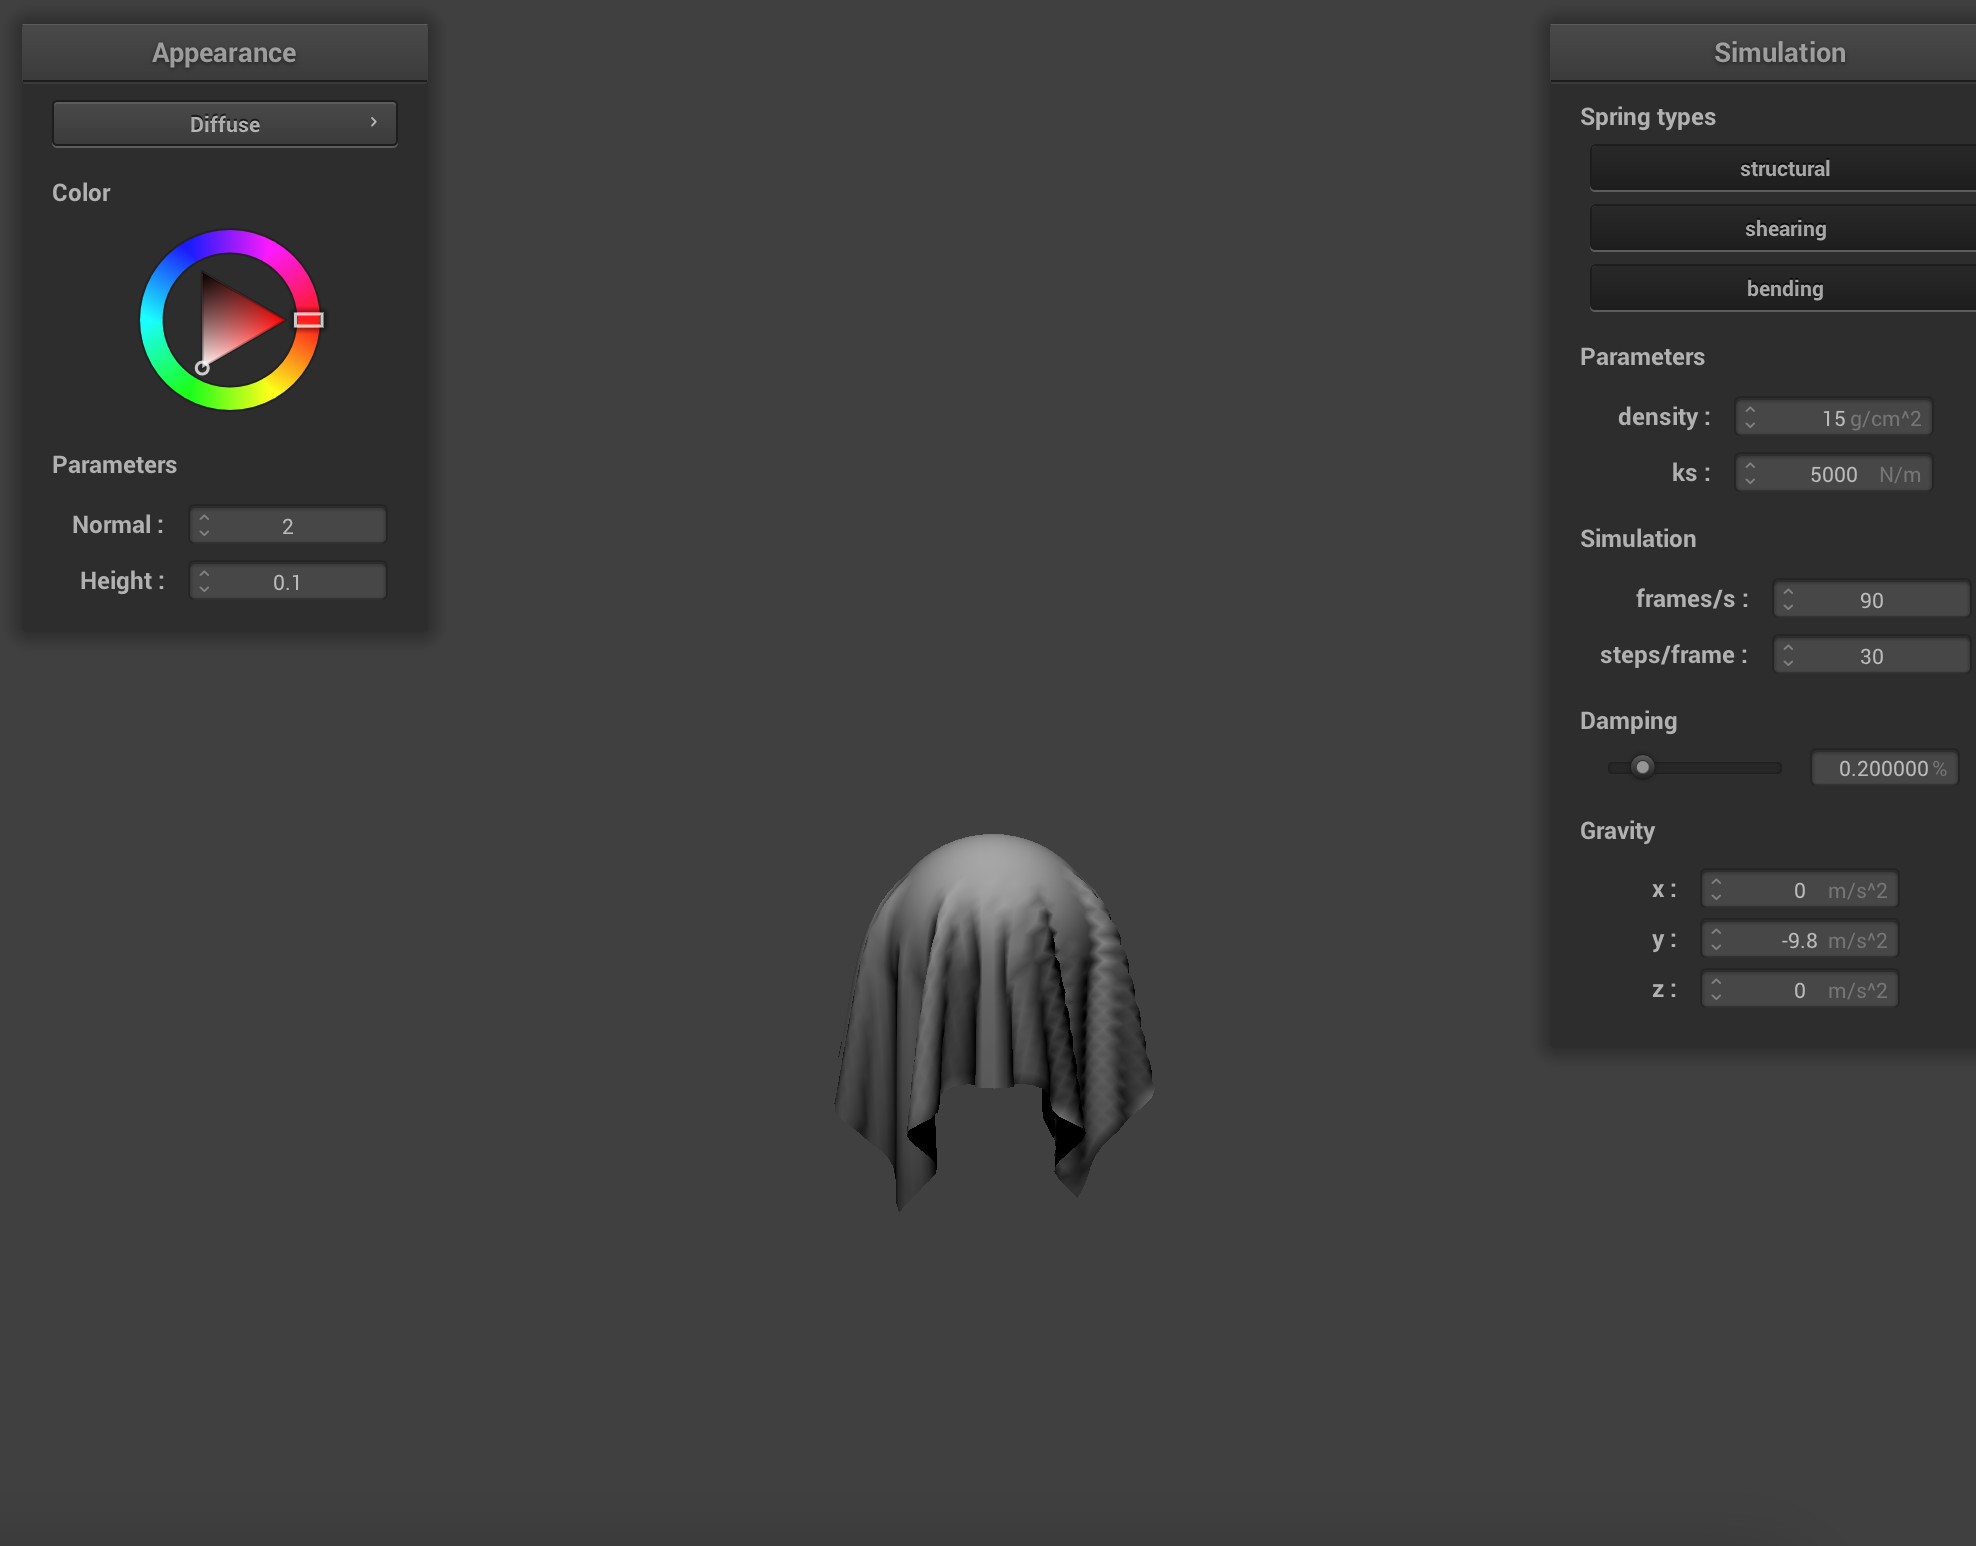 Appearance
Diffuse
Color
Parameters
Normal : 2
Height : 0.1
Simulation
Spring types
structural
shearing
bending
Parameters
density : 15 g/cm^2
ks : 5000 N/m
Simulation
frames/s : 90
steps/frame : 30
Damping
0.200000 %
Gravity
x : 0 m/s^2
y : -9.8 m/s^2
z : 0 m/s^2